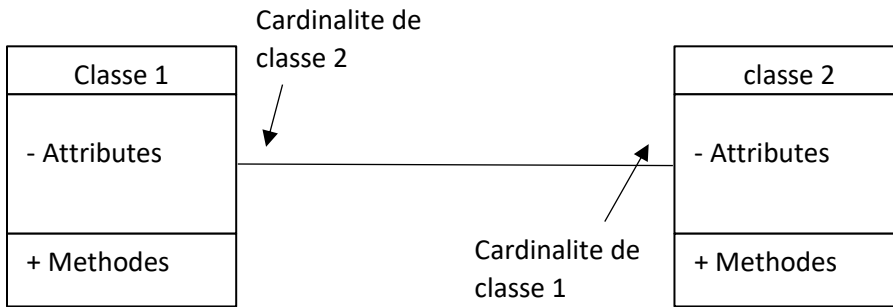 Cardinalite de
classe 2
Classe 1
- Attributes
+ Methodes
classe 2
- Attributes
+ Methodes
Cardinalite de
classe 1